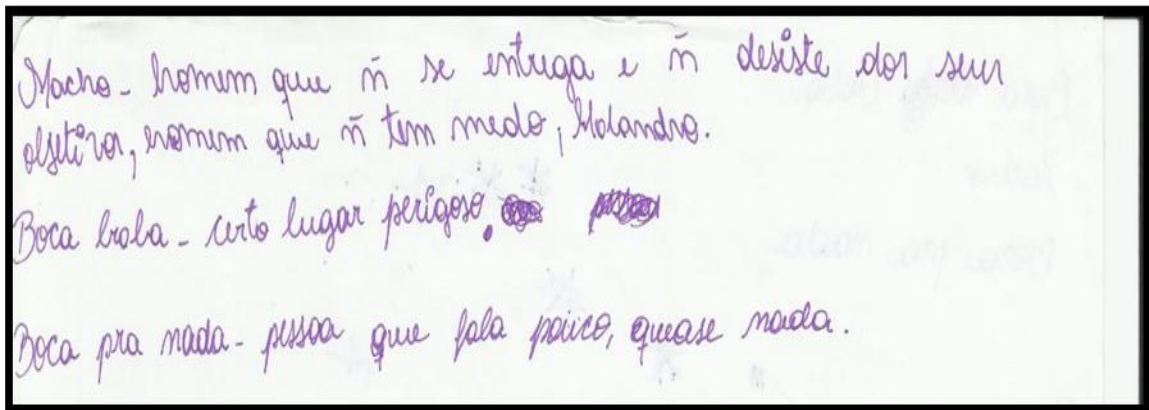 Macho - homem que ñ se entrega e ñ desiste dos seus
objetivos, homem que ñ tem medo, Malandro.
Boca braba - certo lugar perigoso.
Boca pra nada - pessoa que fala pouco, quase nada.